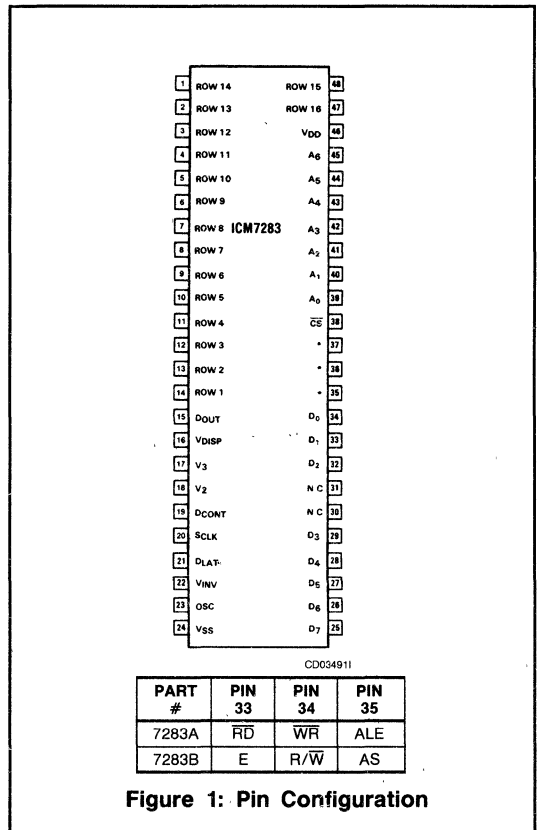 1 ROW 14 ROW 15 48
2 ROW 13 ROW 16 47
3 ROW 12 VDD 46
4 ROW 11 A6 45
5 ROW 10 A5 44
6 ROW 9 A4 43
7 ROW 8 ICM7283 A3 42
8 ROW 7 A2 41
9 ROW 6 A1 40
10 ROW 5 A0 39
11 ROW 4 C̅S̅ 38
12 ROW 3 * 37
13 ROW 2 * 36
14 ROW 1 * 35
15 DOUT D0 34
16 VDISP D1 33
17 V3 D2 32
18 V2 N C 31
19 DCONT N C 30
20 SCLK D3 29
21 DLAT D4 28
22 VINV D5 27
23 OSC D6 26
24 VSS D7 25
CD03491I
PART # PIN 33 PIN 34 PIN 35
7283A R̅D̅ W̅R̅ ALE
7283B E R/W̅ AS
Figure 1: Pin Configuration